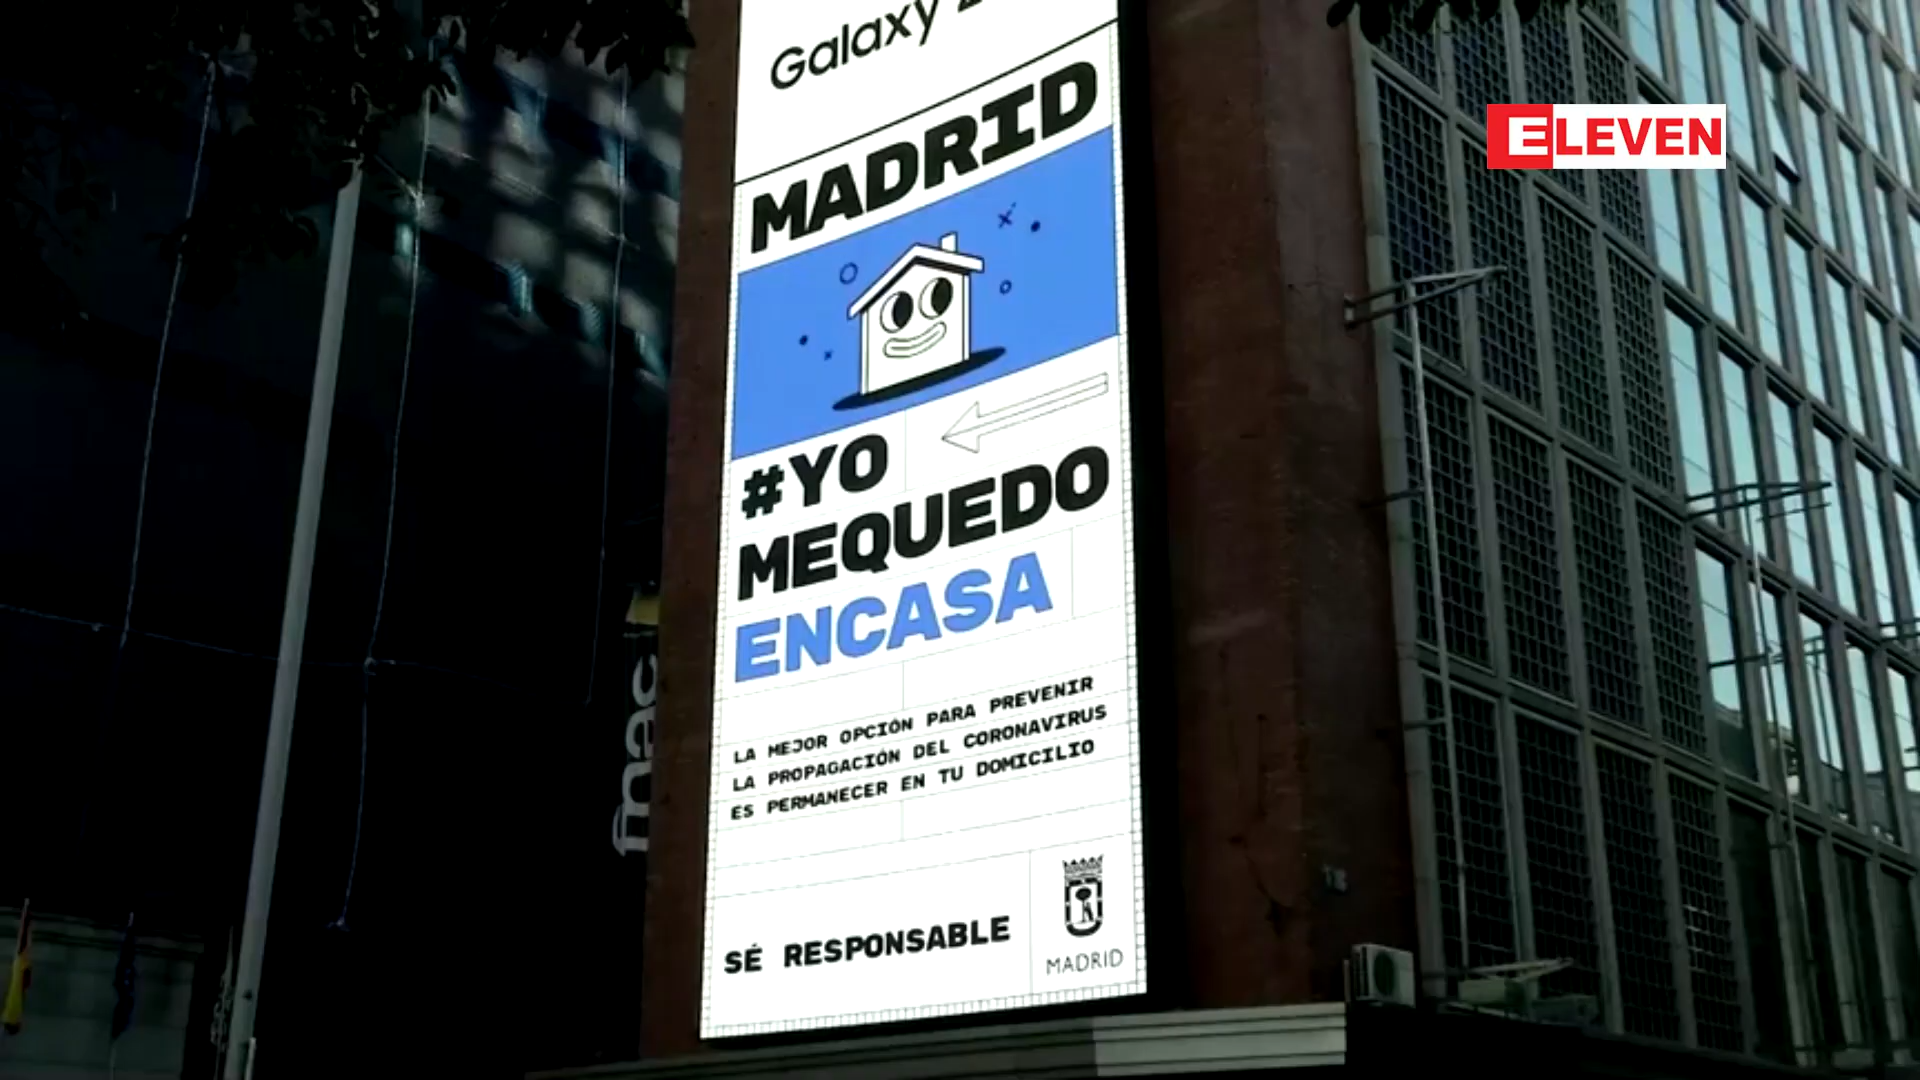 Galaxy Z
ELEVEN
MADRID
#YO
MEQUEDO
ENCASA
LA MEJOR OPCIÓN PARA PREVENIR
LA PROPAGACIÓN DEL CORONAVIRUS
ES PERMANECER EN TU DOMICILIO
fnac
SÉ RESPONSABLE
MADRID